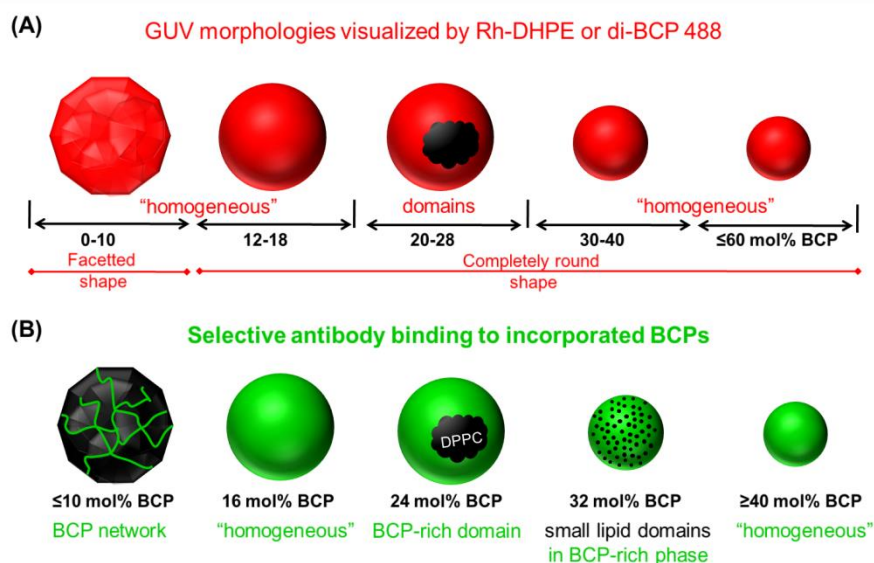 (A)
GUV morphologies visualized by Rh-DHPE or di-BCP 488
“homogeneous” domains “homogeneous”
0-10 12-18 20-28 30-40 ≤60 mol% BCP
Facetted Completely round
shape shape
(B)
Selective antibody binding to incorporated BCPs
DPPC
≤10 mol% BCP 16 mol% BCP 24 mol% BCP 32 mol% BCP ≥40 mol% BCP
BCP network “homogeneous” BCP-rich domain small lipid domains “homogeneous”
in BCP-rich phase